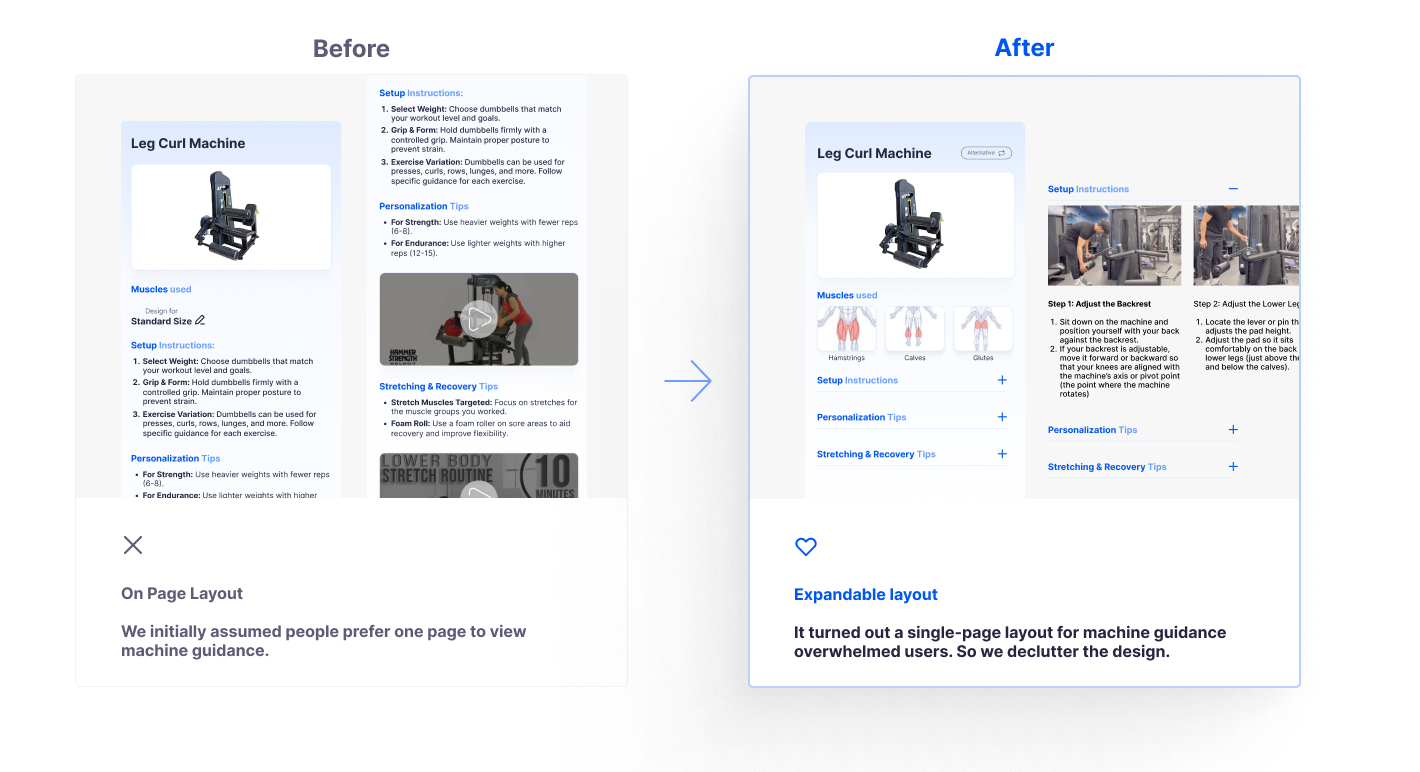 Before
Leg Curl Machine
Muscles used
Design for
Standard Size
Setup Instructions:
1. Select Weight: Choose dumbbells that match
your workout level and goals.
2. Grip & Form: Hold dumbbells firmly with a
controlled grip. Maintain proper posture to
prevent strain.
3. Exercise Variation: Dumbbells can be used for
presses, curls, rows, lunges, and more. Follow
specific guidance for each exercise.
Personalization Tips
• For Strength: Use heavier weights with fewer reps
(6-8).
• For Endurance: Use lighter weights with higher
Setup Instructions:
1. Select Weight: Choose dumbbells that match
your workout level and goals.
2. Grip & Form: Hold dumbbells firmly with a
controlled grip. Maintain proper posture to
prevent strain.
3. Exercise Variation: Dumbbells can be used for
presses, curls, rows, lunges, and more. Follow
specific guidance for each exercise.
Personalization Tips
• For Strength: Use heavier weights with fewer reps
(6-8).
• For Endurance: Use lighter weights with higher
reps (12-15).
HAMMER
STRENGTH
Stretching & Recovery Tips
• Stretch Muscles Targeted: Focus on stretches for
the muscle groups you worked.
• Foam Roll: Use a foam roller on sore areas to aid
recovery and improve flexibility.
LOWER BODY
STRETCH ROUTINE
10
MINUTES
On Page Layout
We initially assumed people prefer one page to view
machine guidance.
After
Leg Curl Machine
Alternative
Muscles used
Hamstrings
Calves
Glutes
Setup Instructions
Personalization Tips
Stretching & Recovery Tips
Setup Instructions
Step 1: Adjust the Backrest
1. Sit down on the machine and
position yourself with your back
against the backrest.
2. If your backrest is adjustable,
move it forward or backward so
that your knees are aligned with
the machine's axis or pivot point
(the point where the machine
rotates)
Step 2: Adjust the Lower Leg
1. Locate the lever or pin th
adjusts the pad height.
2. Adjust the pad so it sits
comfortably on the back
lower legs (just above the
and below the calves).
Personalization Tips
Stretching & Recovery Tips
Expandable layout
It turned out a single-page layout for machine guidance
overwhelmed users. So we declutter the design.